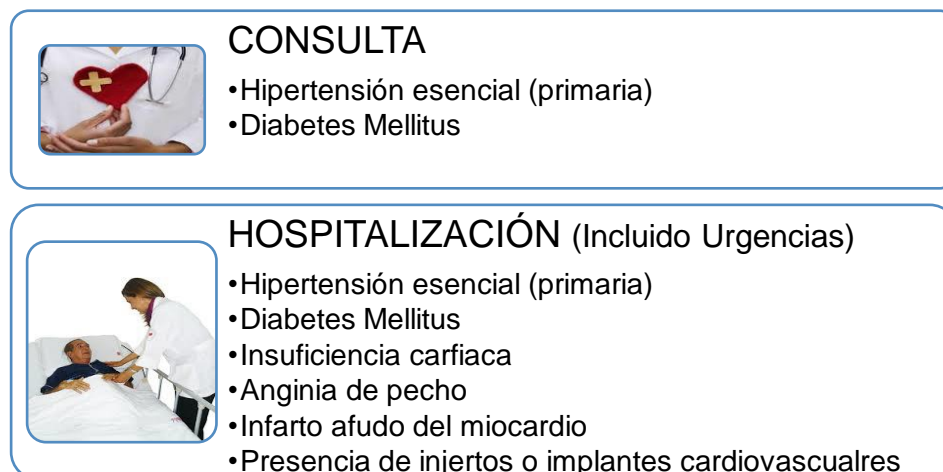 CONSULTA
•Hipertensión esencial (primaria)
•Diabetes Mellitus
HOSPITALIZACIÓN (Incluido Urgencias)
•Hipertensión esencial (primaria)
•Diabetes Mellitus
•Insuficiencia carfiaca
•Anginia de pecho
•Infarto afudo del miocardio
•Presencia de injertos o implantes cardiovascualres